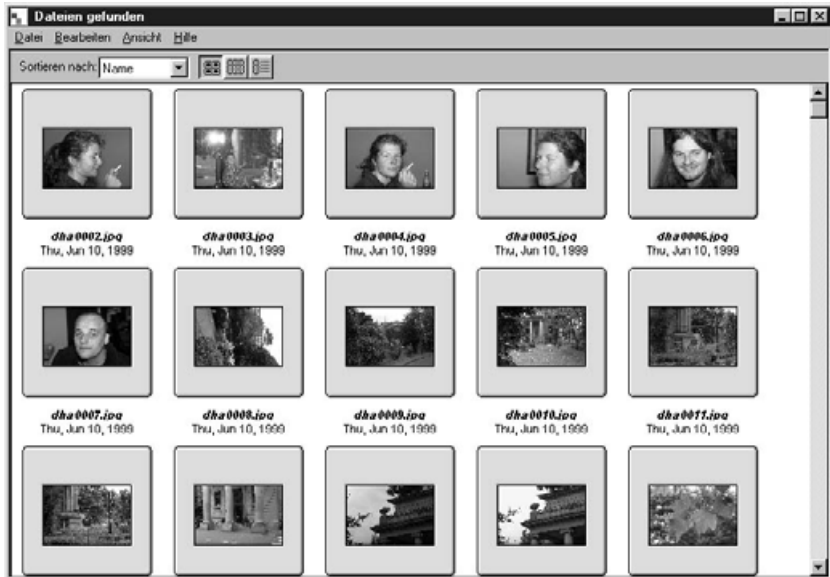 Dateien gefunden
Datei Bearbeiten Ansicht Hilfe
Sortieren nach: Name
dha0002.jpg dha0003.jpg dha0004.jpg dha0005.jpg dha0006.jpg
Thu, Jun 10, 1999 Thu, Jun 10, 1999 Thu, Jun 10, 1999 Thu, Jun 10, 1999 Thu, Jun 10, 1999
dha0007.jpg dha0008.jpg dha0009.jpg dha0010.jpg dha0011.jpg
Thu, Jun 10, 1999 Thu, Jun 10, 1999 Thu, Jun 10, 1999 Thu, Jun 10, 1999 Thu, Jun 10, 1999